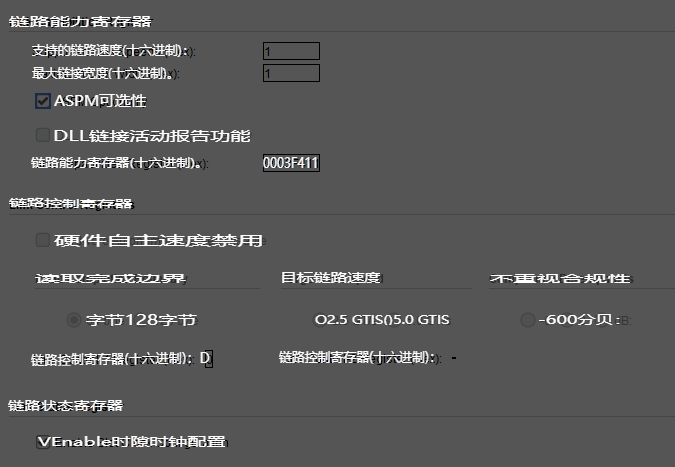 链路能力寄存器
支持的链路速度(十六进制)：
1
最大链接宽度(十六进制)。
1
ASPM可选性
DLL链接活动报告功能
链路能力寄存器(十六进制)。
0003F411
链路控制寄存器
硬件自主速度禁用
读取完成边界
目标链路速度
不重视合规性
字节128字节
O2.5 GTIS()5.0 GTIS
-600分贝:
链路控制寄存器(十六进制)： D
链路控制寄存器(十六进制)： -
链路状态寄存器
VEnable时隙时钟配置